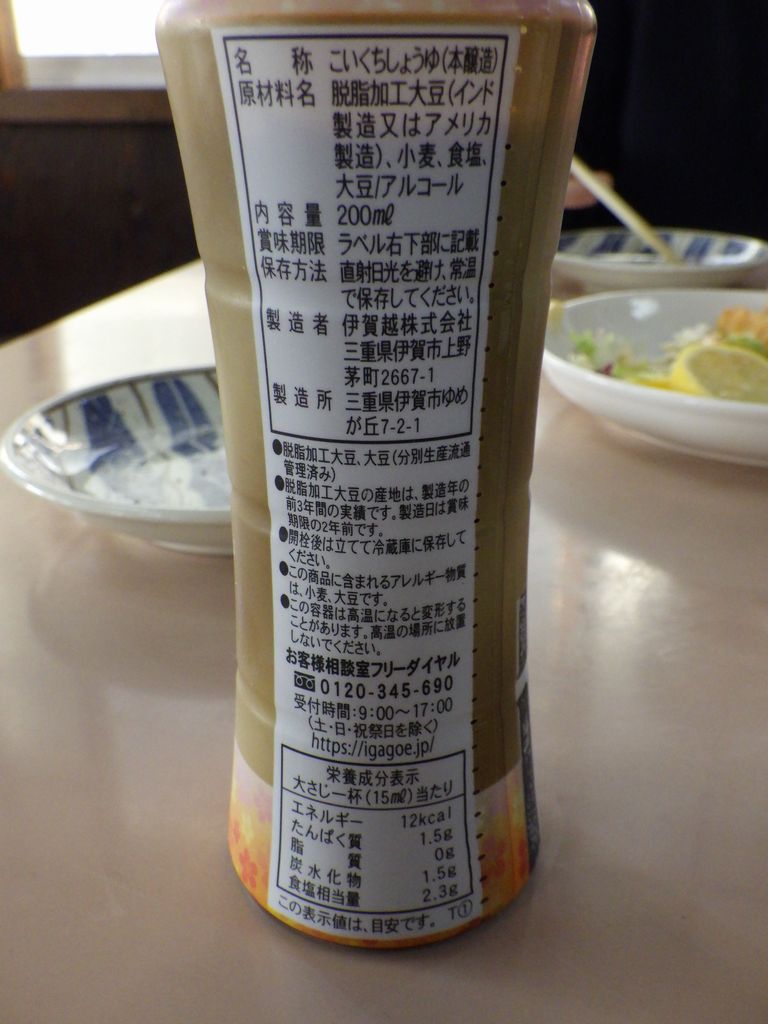 名称 こいくちしょうゆ(本醸造)
原材料名 脱脂加工大豆(インド
製造又はアメリカ
製造)、小麦、食塩、
大豆/アルコール
内容量 200㎖
賞味期限 ラベル右下部に記載
保存方法 直射日光を避け、常温
で保存してください。
製造者 伊賀越株式会社
三重県伊賀市上野
茅町2667-1
製造所 三重県伊賀市ゆめ
が丘7-2-1
●脱脂加工大豆、大豆(分別生産流通
管理済み)
●脱脂加工大豆の産地は、製造年の
前3年間の実績です。製造日は賞味
期限の2年前です。
●開栓後は立てて冷蔵庫に保存して
ください。
●この商品に含まれるアレルギー物質
は、小麦、大豆です。
●この容器は高温になると変形する
ことがあります。高温の場所に放置
しないでください。
お客様相談室フリーダイヤル
0120-345-690
受付時間:9:00〜17:00
(土・日・祝祭日を除く)
https://igagoe.jp/
栄養成分表示
大さじ一杯(15㎖)当たり
エネルギー 12kcal
たんぱく質 1.5g
脂質 0g
炭水化物 1.5g
食塩相当量 2.3g
この表示値は、目安です。 T①